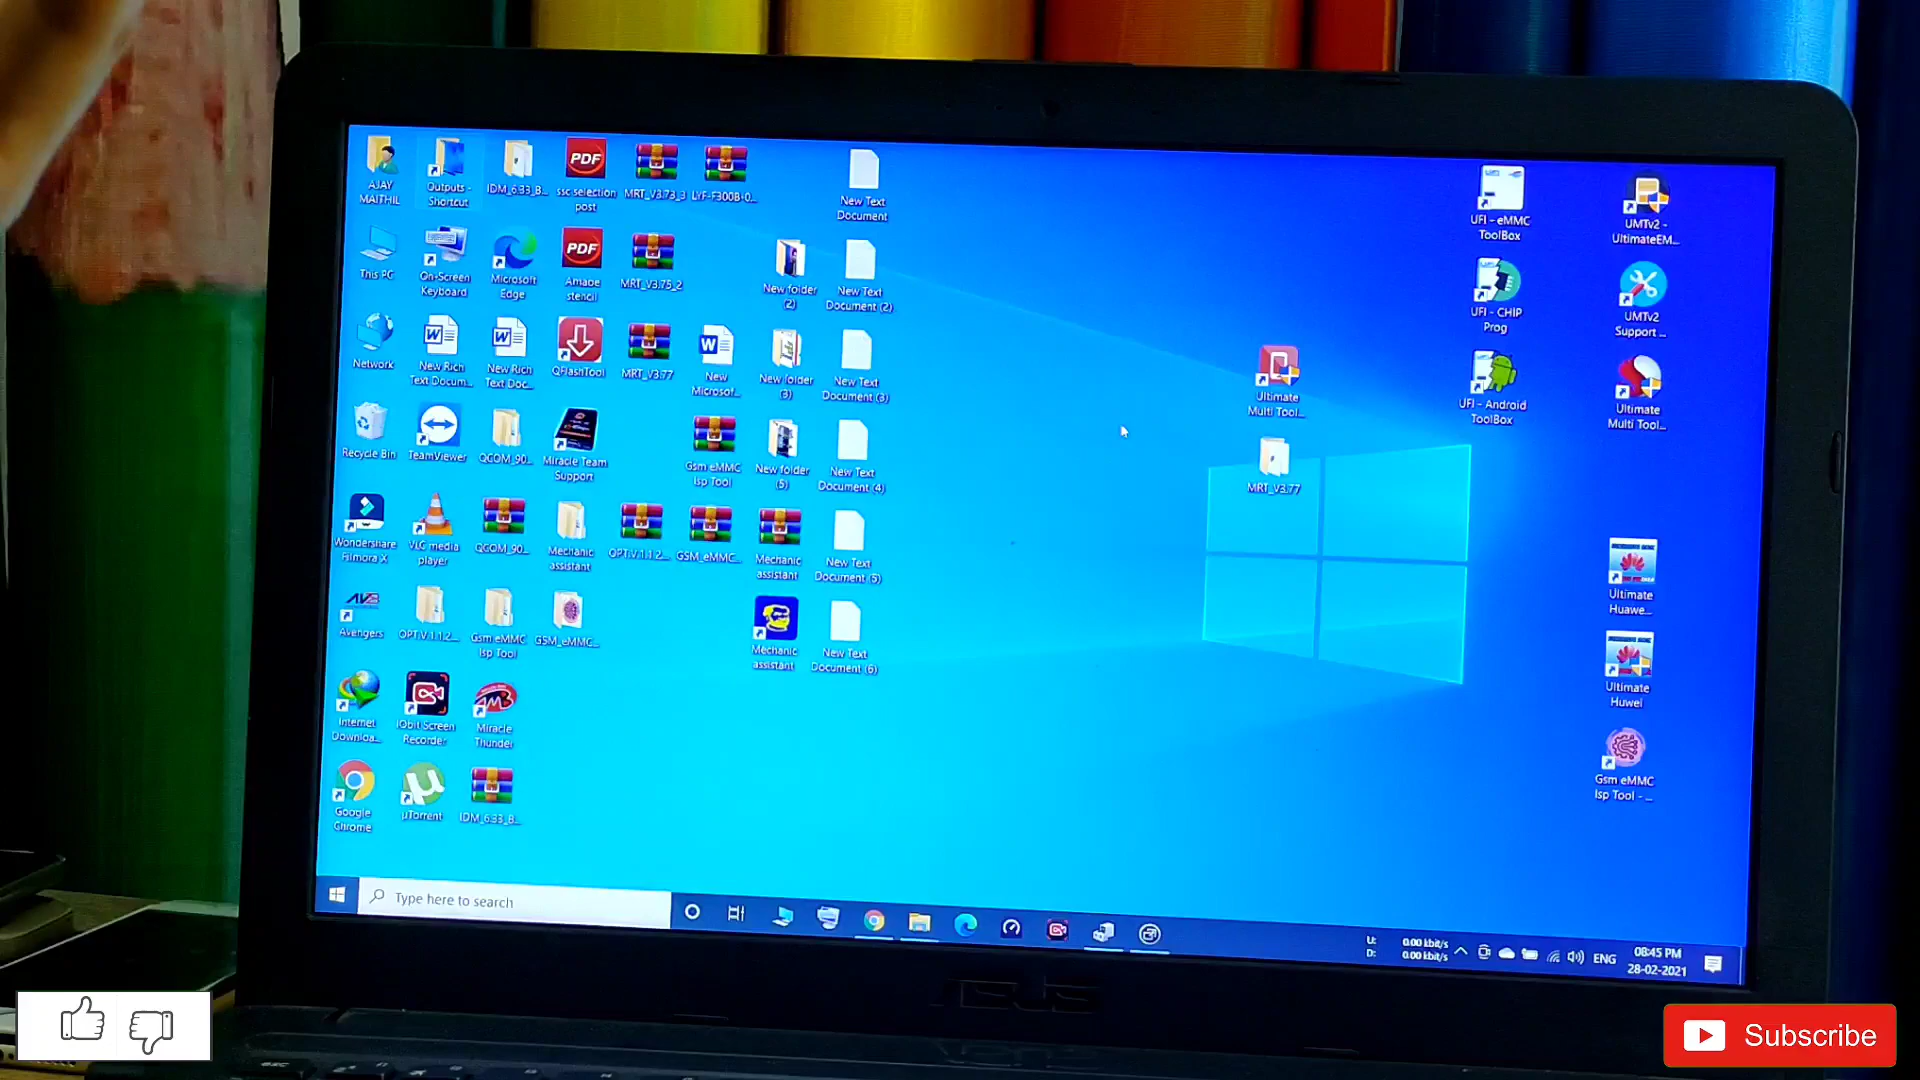 AJAY
MAITHIL
Outputs -
Shortcut
IDM_6.33_B...
PDF
ssc selection
post
MRT_V3.73_3
LYF-F300B-0...
New Text
Document
UFI - eMMC
ToolBox
UMTv2 -
UltimateEM...
This PC
On-Screen
Keyboard
Microsoft
Edge
PDF
Amaoe
stencil
MRT_V3.75_2
New folder
(2)
New Text
Document (2)
UFI - CHIP
Prog
UMTv2
Support ...
Network
New Rich
Text Docum...
New Rich
Text Doc...
QFlashTool
MRT_V3.77
New
Microsof...
New folder
(3)
New Text
Document (3)
Ultimate
Multi Tool...
UFI - Android
ToolBox
Ultimate
Multi Tool...
Recycle Bin
TeamViewer
QCOM_90...
Miracle Team
Support
Gsm eMMC
Isp Tool
New folder
(5)
New Text
Document (4)
MRT_V3.77
Wondershare
Filmora X
VLC media
player
QCOM_90...
Mechanic
assistant
OPT.V.1.1.2...
GSM_eMMC...
Mechanic
assistant
New Text
Document (5)
Ultimate
Huawe...
AVB
Avengers
OPT.V.1.1.2...
Gsm eMMC
Isp Tool
GSM_eMMC...
Mechanic
assistant
New Text
Document (6)
Ultimate
Huwei
Internet
Downloa...
iObit Screen
Recorder
Miracle
Thunder
Gsm eMMC
Isp Tool - ...
Google
Chrome
µTorrent
IDM_6.33_B...
Type here to search
U: 0.00 kbit/s
D: 0.00 kbit/s
ENG
08:45 PM
28-02-2021
ASUS
esc
Subscribe